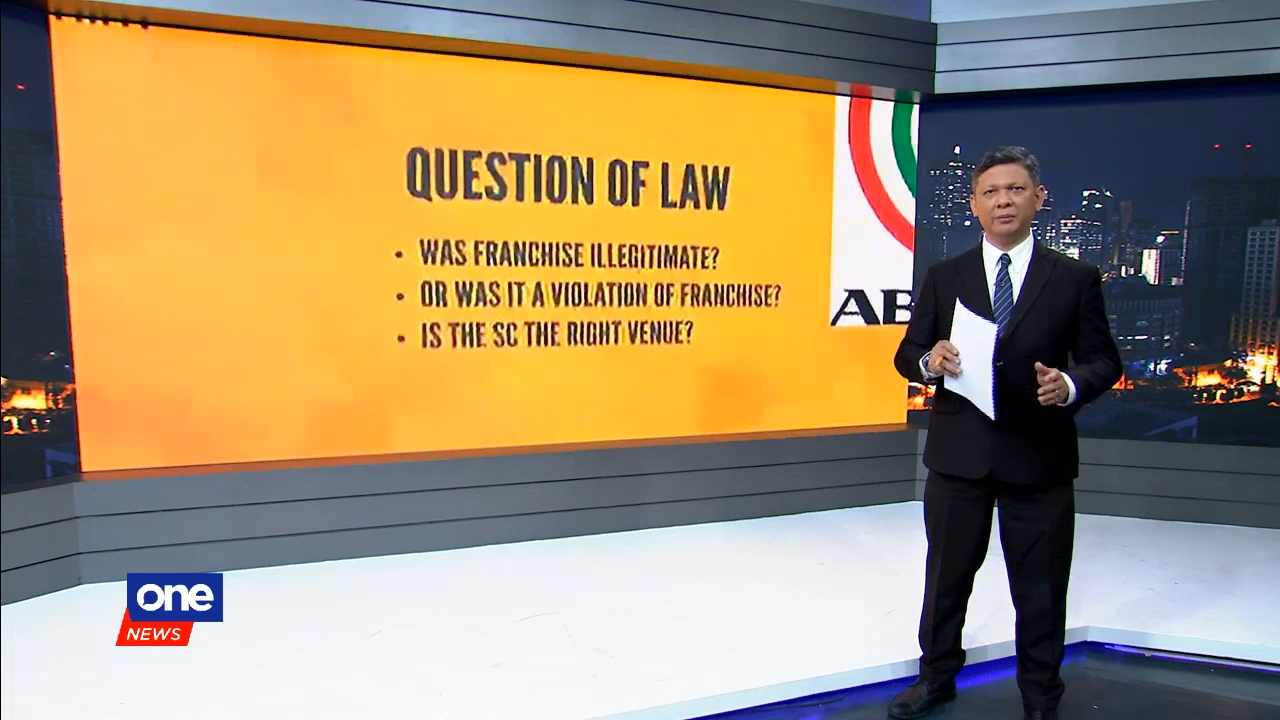 QUESTION OF LAW
• WAS FRANCHISE ILLEGITIMATE?
• OR WAS IT A VIOLATION OF FRANCHISE?
• IS THE SC THE RIGHT VENUE?
AB
one
NEWS